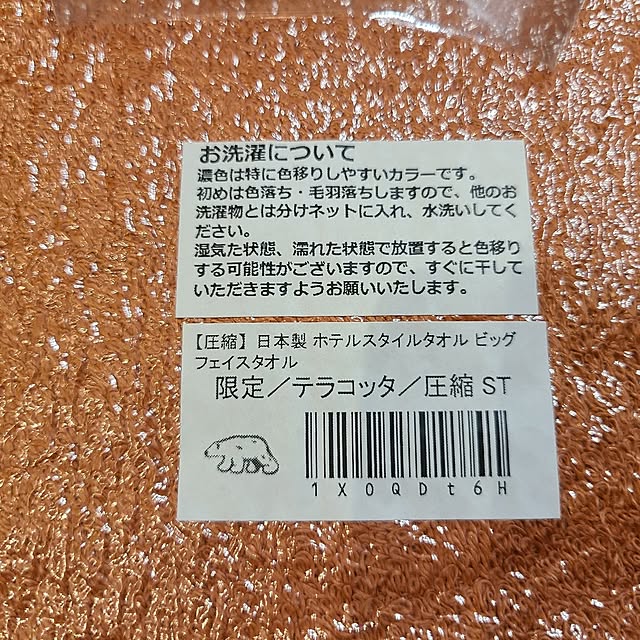 お洗濯について
濃色は特に色移りしやすいカラーです。
初めは色落ち・毛羽落ちしますので、他のお
洗濯物とは分けネットに入れ、水洗いしてく
ださい。
湿気た状態、濡れた状態で放置すると色移り
する可能性がございますので、すぐに干して
いただきますようお願いいたします。
【圧縮】日本製 ホテルスタイルタオル ビッグ
フェイスタオル
限定／テラコッタ／圧縮 ST
1X0QDt6H